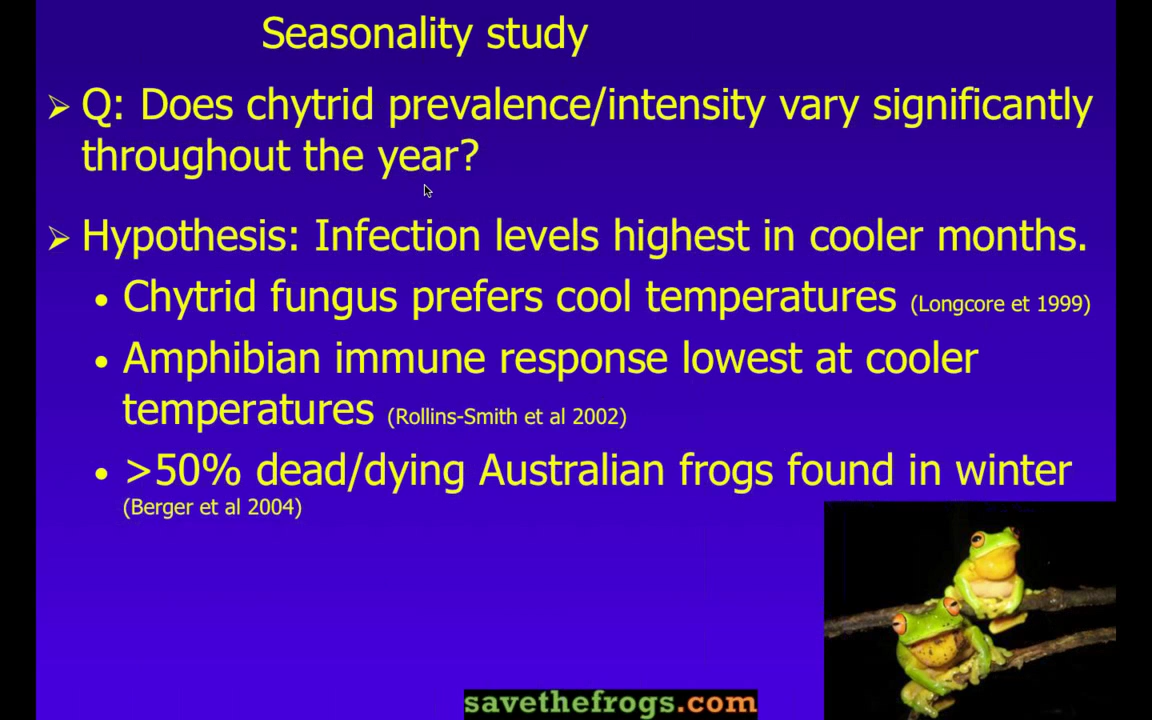 Seasonality study
➢ Q: Does chytrid prevalence/intensity vary significantly
throughout the year?
➢ Hypothesis: Infection levels highest in cooler months.
• Chytrid fungus prefers cool temperatures (Longcore et 1999)
• Amphibian immune response lowest at cooler
temperatures (Rollins-Smith et al 2002)
• >50% dead/dying Australian frogs found in winter
(Berger et al 2004)
savethefrogs.com